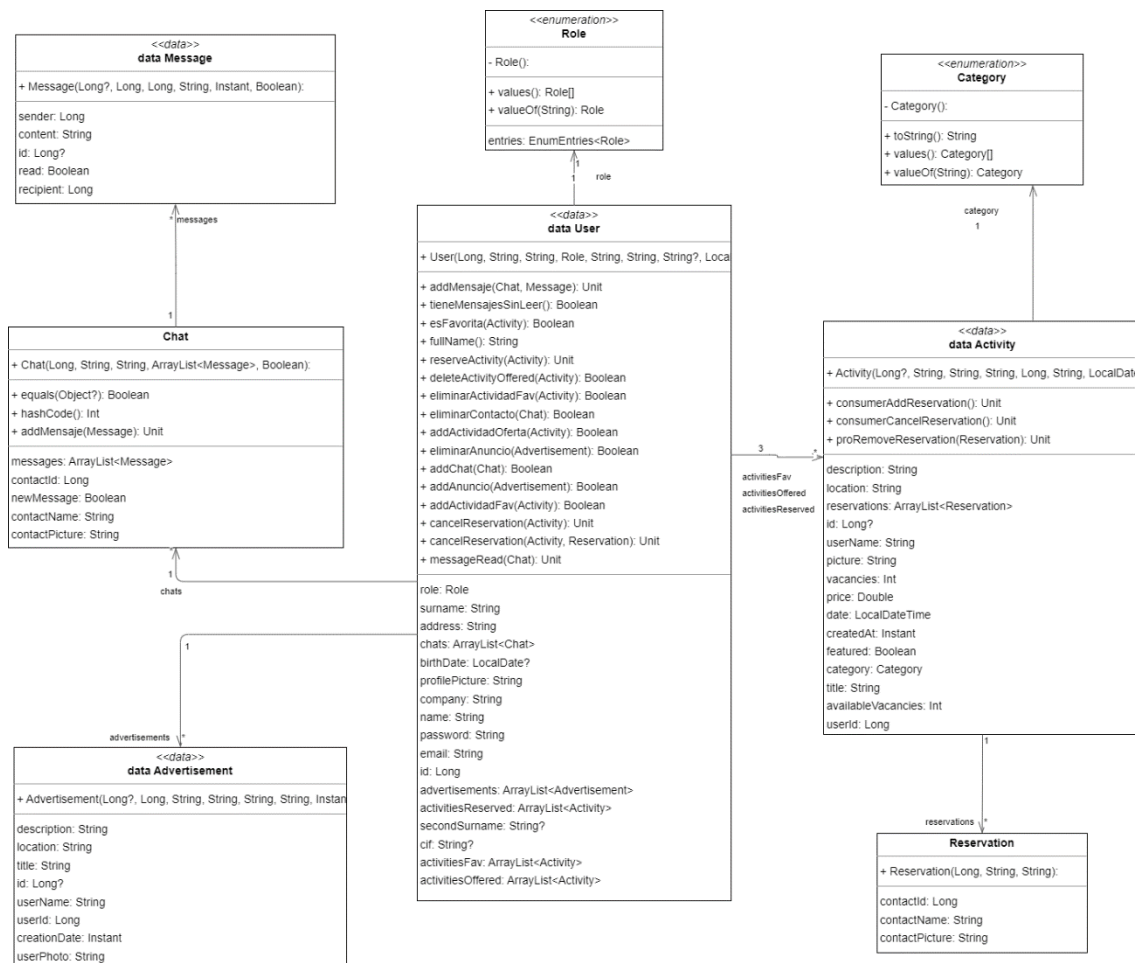 <<data>>
data Message
+ Message(Long?, Long, Long, String, Instant, Boolean):
sender: Long
content: String
id: Long?
read: Boolean
recipient: Long
<<enumeration>>
Role
- Role():
+ values(): Role[]
+ valueOf(String): Role
entries: EnumEntries<Role>
<<enumeration>>
Category
- Category():
+ toString(): String
+ values(): Category[]
+ valueOf(String): Category
1
1
role
* messages
1
category
1
<<data>>
data User
+ User(Long, String, String, Role, String, String, String?, Loca
+ addMensaje(Chat, Message): Unit
+ tieneMensajesSinLeer(): Boolean
+ esFavorita(Activity): Boolean
+ fullName(): String
+ reserveActivity(Activity): Unit
+ deleteActivityOffered(Activity): Boolean
+ eliminarActividadFav(Activity): Boolean
+ eliminarContacto(Chat): Boolean
+ addActividadOferta(Activity): Boolean
+ eliminarAnuncio(Advertisement): Boolean
+ addChat(Chat): Boolean
+ addAnuncio(Advertisement): Boolean
+ addActividadFav(Activity): Boolean
+ cancelReservation(Activity): Unit
+ cancelReservation(Activity, Reservation): Unit
+ messageRead(Chat): Unit
role: Role
surname: String
address: String
chats: ArrayList<Chat>
birthDate: LocalDate?
profilePicture: String
company: String
name: String
password: String
email: String
id: Long
advertisements: ArrayList<Advertisement>
activitiesReserved: ArrayList<Activity>
secondSurname: String?
cif: String?
activitiesFav: ArrayList<Activity>
activitiesOffered: ArrayList<Activity>
Chat
+ Chat(Long, String, String, ArrayList<Message>, Boolean):
+ equals(Object?): Boolean
+ hashCode(): Int
+ addMensaje(Message): Unit
messages: ArrayList<Message>
contactId: Long
newMessage: Boolean
contactName: String
contactPicture: String
*
1
chats
1
3
*
activitiesFav
activitiesOffered
activitiesReserved
<<data>>
data Activity
+ Activity(Long?, String, String, String, Long, String, LocalDate
+ consumerAddReservation(): Unit
+ consumerCancelReservation(): Unit
+ proRemoveReservation(Reservation): Unit
description: String
location: String
reservations: ArrayList<Reservation>
id: Long?
userName: String
picture: String
vacancies: Int
price: Double
date: LocalDateTime
createdAt: Instant
featured: Boolean
category: Category
title: String
availableVacancies: Int
userId: Long
1
advertisements *
<<data>>
data Advertisement
+ Advertisement(Long?, Long, String, String, String, String, Instan
description: String
location: String
title: String
id: Long?
userName: String
userId: Long
creationDate: Instant
userPhoto: String
reservations *
Reservation
+ Reservation(Long, String, String):
contactId: Long
contactName: String
contactPicture: String